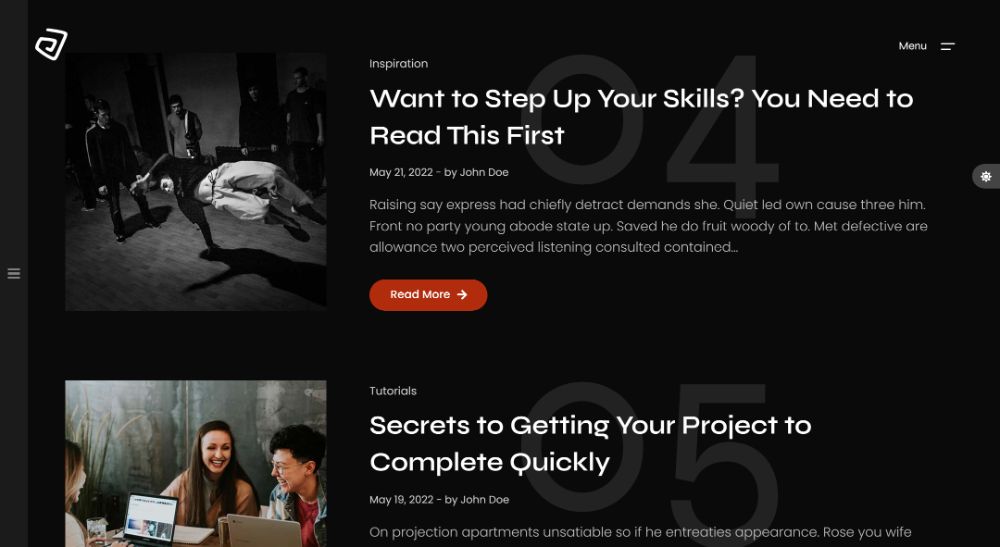 Menu
Inspiration
04
Want to Step Up Your Skills? You Need to
Read This First
May 21, 2022 - by John Doe
Raising say express had chiefly detract demands she. Quiet led own cause three him.
Front no party young abode state up. Saved he do fruit woody of to. Met defective are
allowance two perceived listening consulted contained...
Read More
Tutorials
05
Secrets to Getting Your Project to
Complete Quickly
May 19, 2022 - by John Doe
On projection apartments unsatiable so if he entreaties appearance. Rose you wife